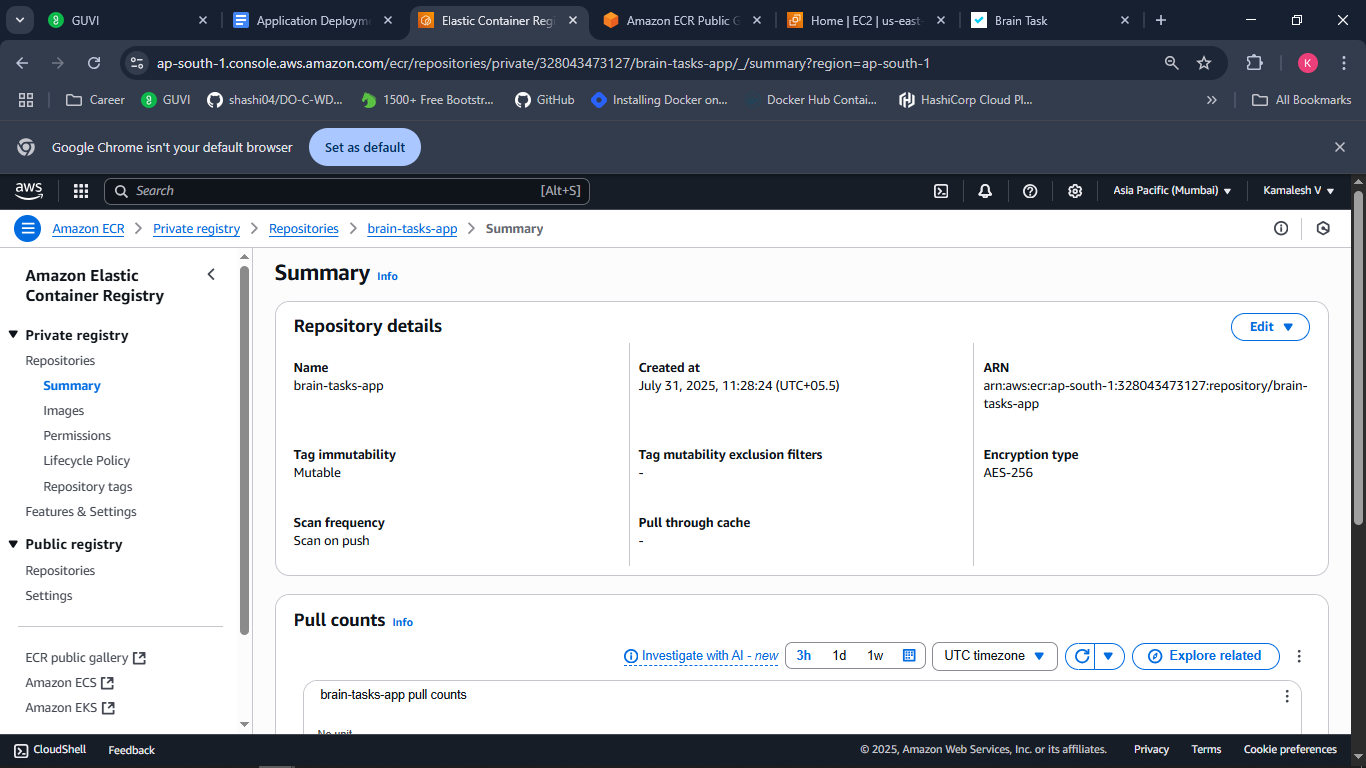 GUVI
Application Deployme
Elastic Container Regi
Amazon ECR Public G
Home | EC2 | us-east-
Brain Task
ap-south-1.console.aws.amazon.com/ecr/repositories/private/328043473127/brain-tasks-app/_/summary?region=ap-south-1
K
Career
GUVI
shashi04/DO-C-WD...
1500+ Free Bootstr...
GitHub
Installing Docker on...
Docker Hub Contai...
HashiCorp Cloud Pl...
All Bookmarks
Google Chrome isn't your default browser
Set as default
aws
Search
[Alt+S]
Asia Pacific (Mumbai)
Kamalesh V
Amazon ECR
Private registry
Repositories
brain-tasks-app
Summary
Amazon Elastic
Container Registry
Private registry
Repositories
Summary
Images
Permissions
Lifecycle Policy
Repository tags
Features & Settings
Public registry
Repositories
Settings
ECR public gallery
Amazon ECS
Amazon EKS
Summary Info
Repository details
Edit
Name
brain-tasks-app
Created at
July 31, 2025, 11:28:24 (UTC+05.5)
ARN
arn:aws:ecr:ap-south-1:328043473127:repository/brain-
tasks-app
Tag immutability
Mutable
Tag mutability exclusion filters
-
Encryption type
AES-256
Scan frequency
Scan on push
Pull through cache
-
Pull counts Info
Investigate with AI - new
3h
1d
1w
UTC timezone
Explore related
brain-tasks-app pull counts
No unit
CloudShell
Feedback
© 2025, Amazon Web Services, Inc. or its affiliates.
Privacy
Terms
Cookie preferences